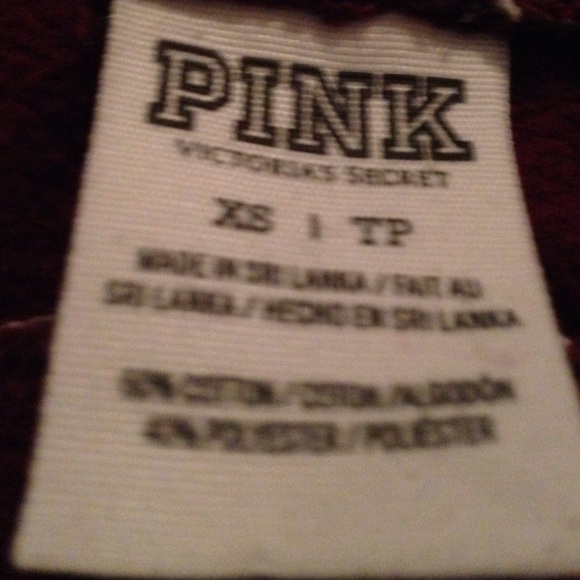 PINK
VICTORIA'S SECRET
XS | TP
MADE IN SRI LANKA / FAIT AU
SRI LANKA / HECHO EN SRI LANKA
60% COTTON / COTON / ALGODÓN
40% POLYESTER / POLIÉSTER